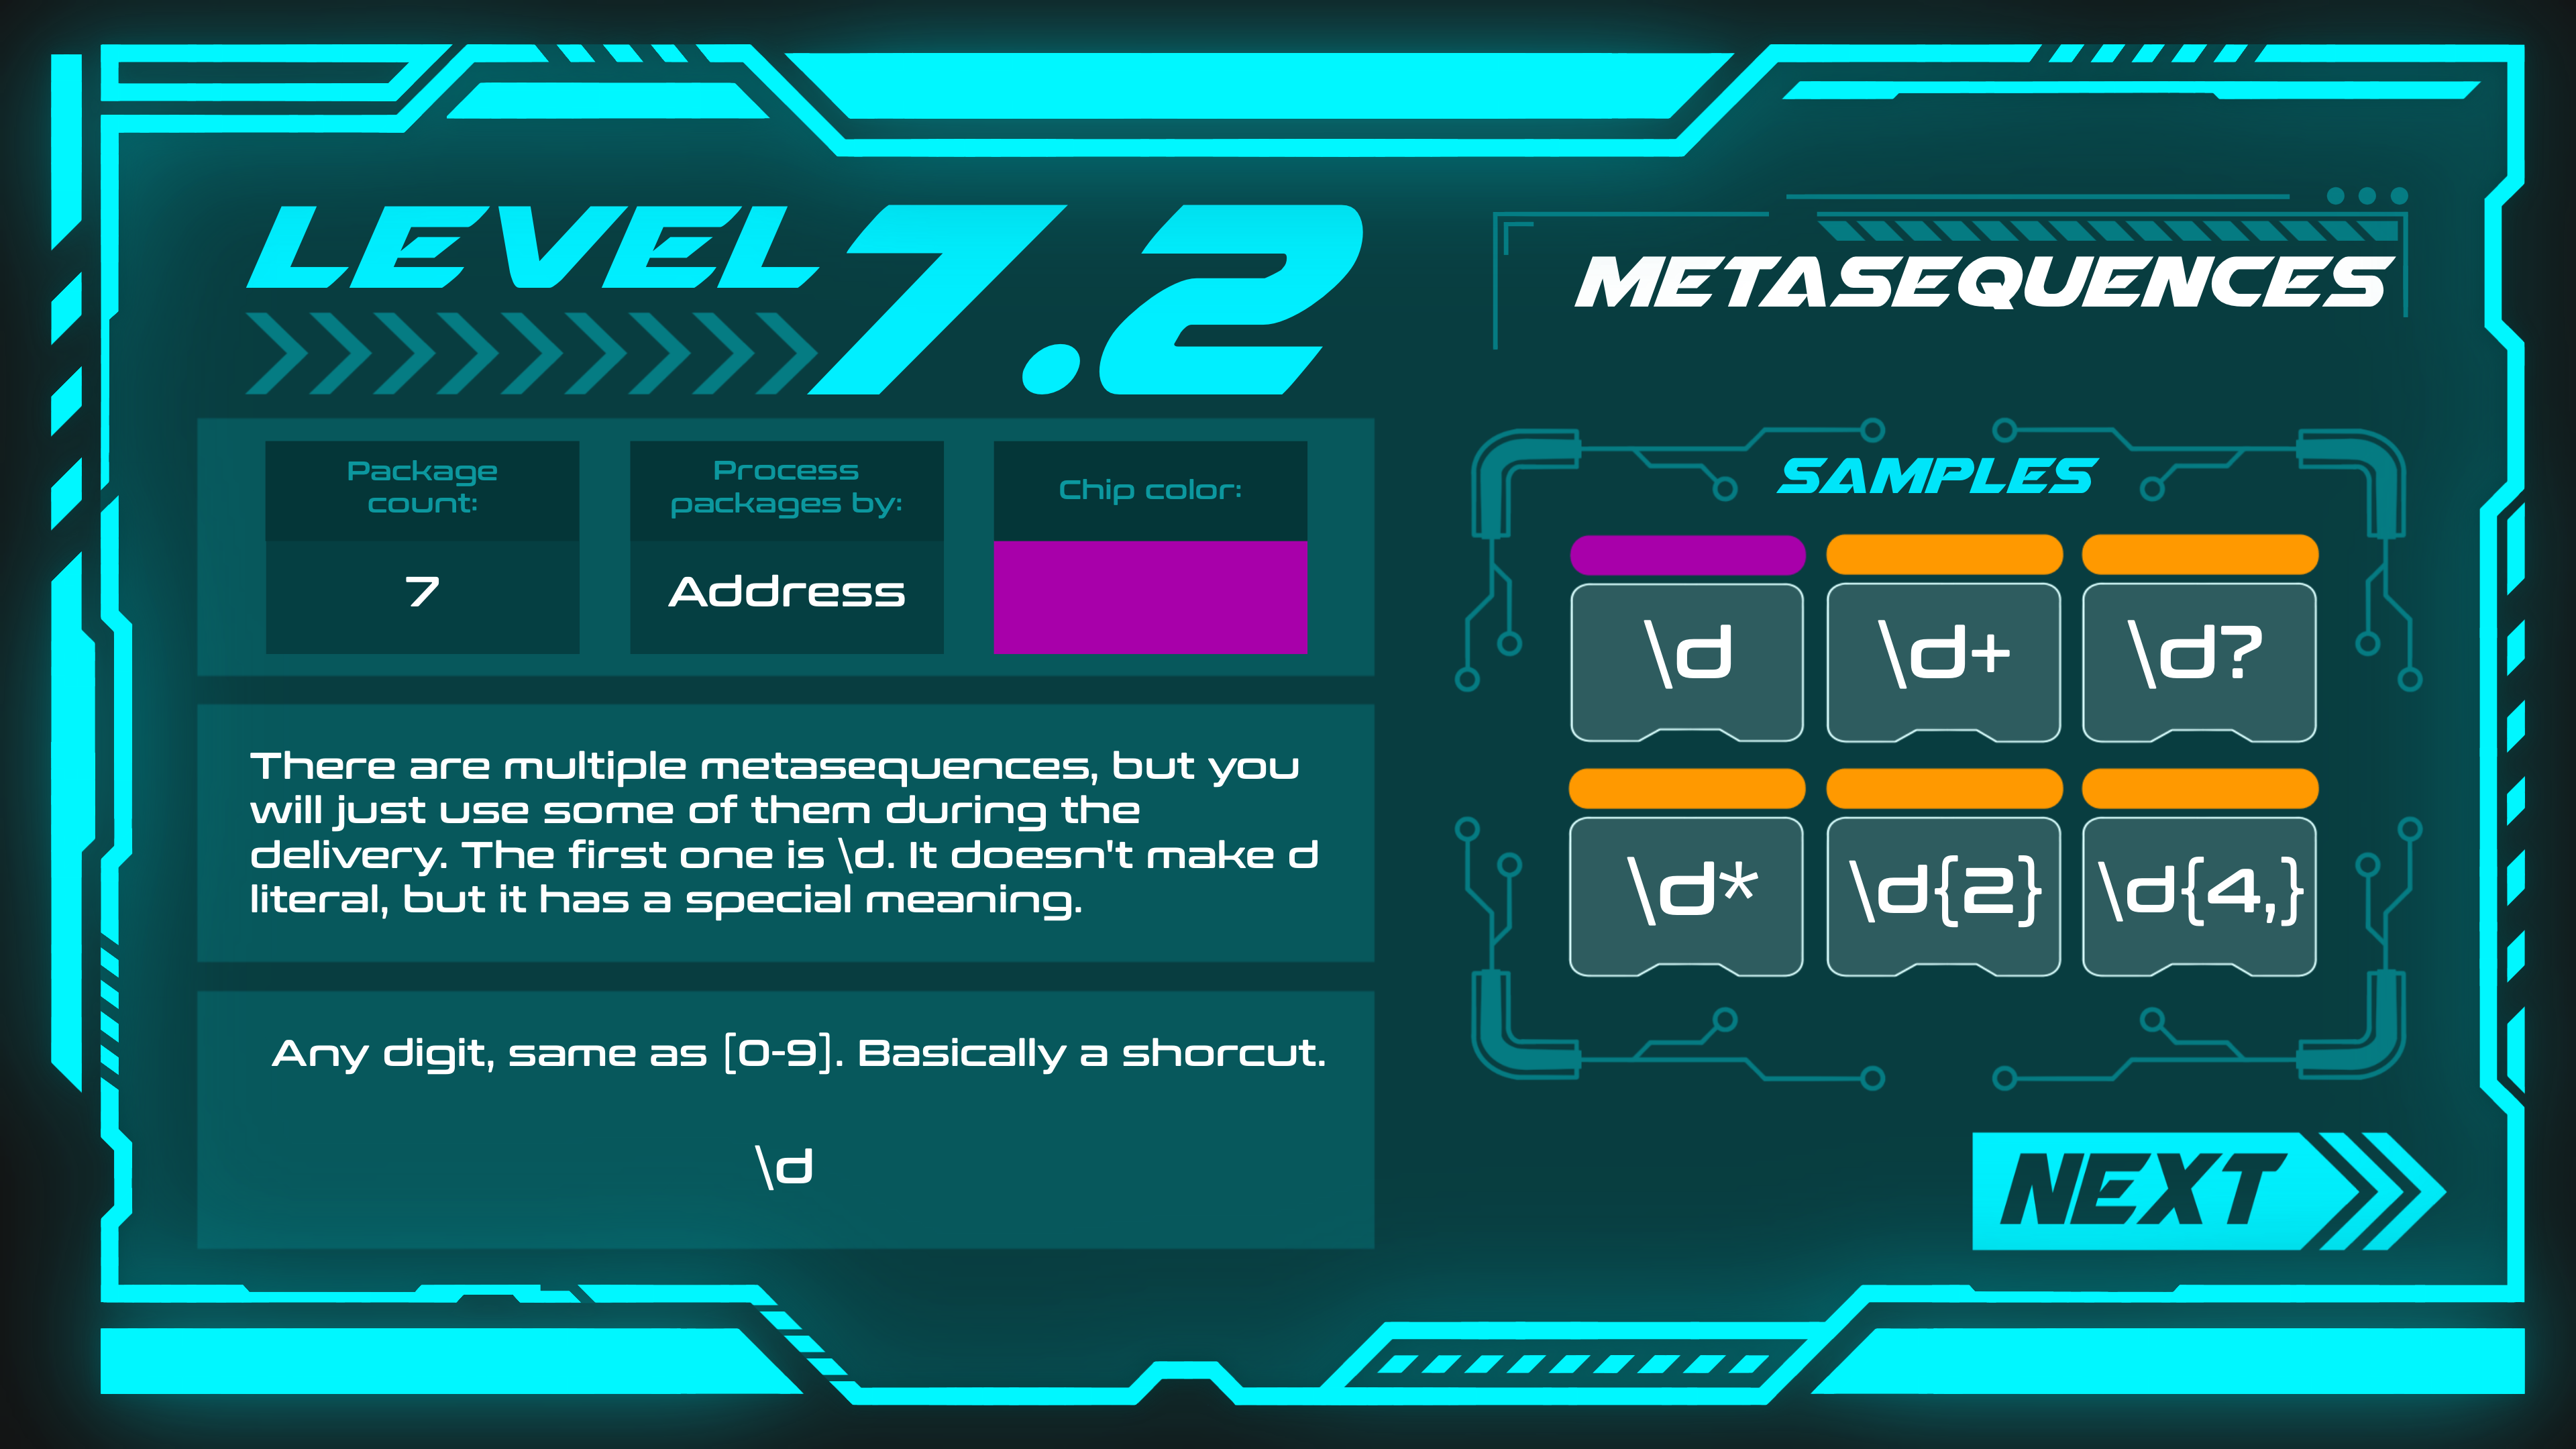 LEVEL 7.2
METASEQUENCES
Package
count:
7
Process
packages by:
Address
Chip color:
There are multiple metasequences, but you
will just use some of them during the
delivery. The first one is \d. It doesn't make d
literal, but it has a special meaning.
Any digit, same as [0-9]. Basically a shorcut.
\d
SAMPLES
\d
\d+
\d?
\d*
\d{2}
\d{4,}
NEXT